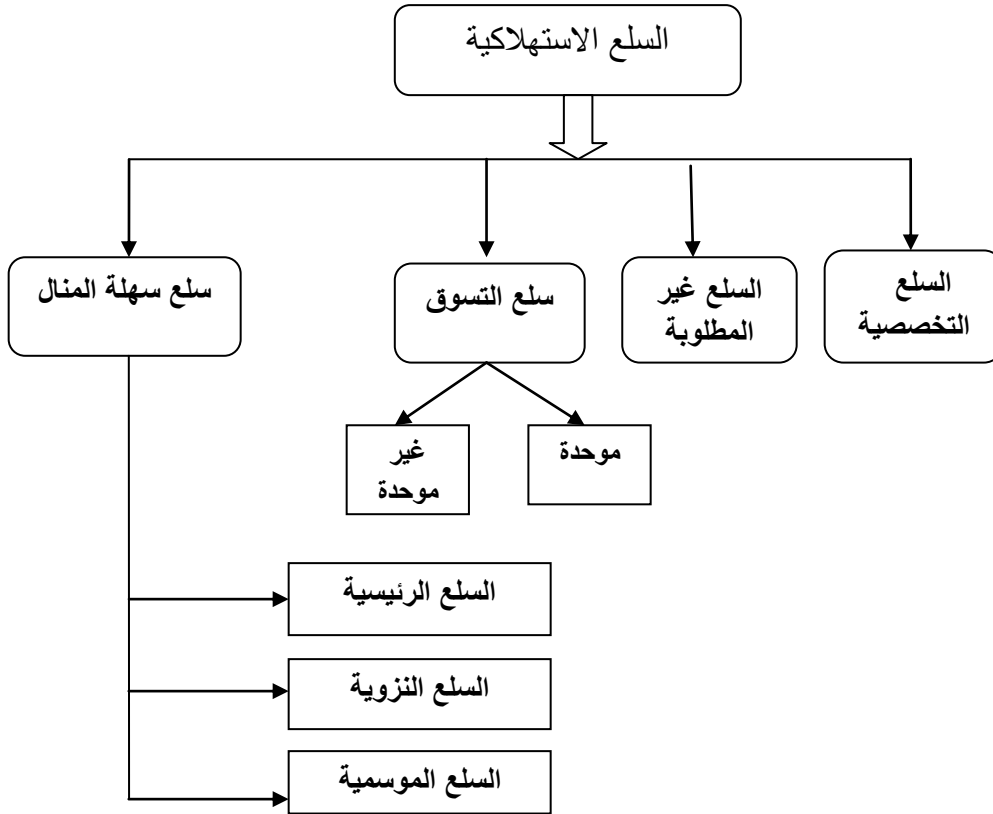 السلع الاستهلاكية
السلع
التخصصية
السلع غير
المطلوبة
سلع التسوق
سلع سهلة المنال
موحدة
غير
موحدة
السلع الرئيسية
السلع النزوية
السلع الموسمية